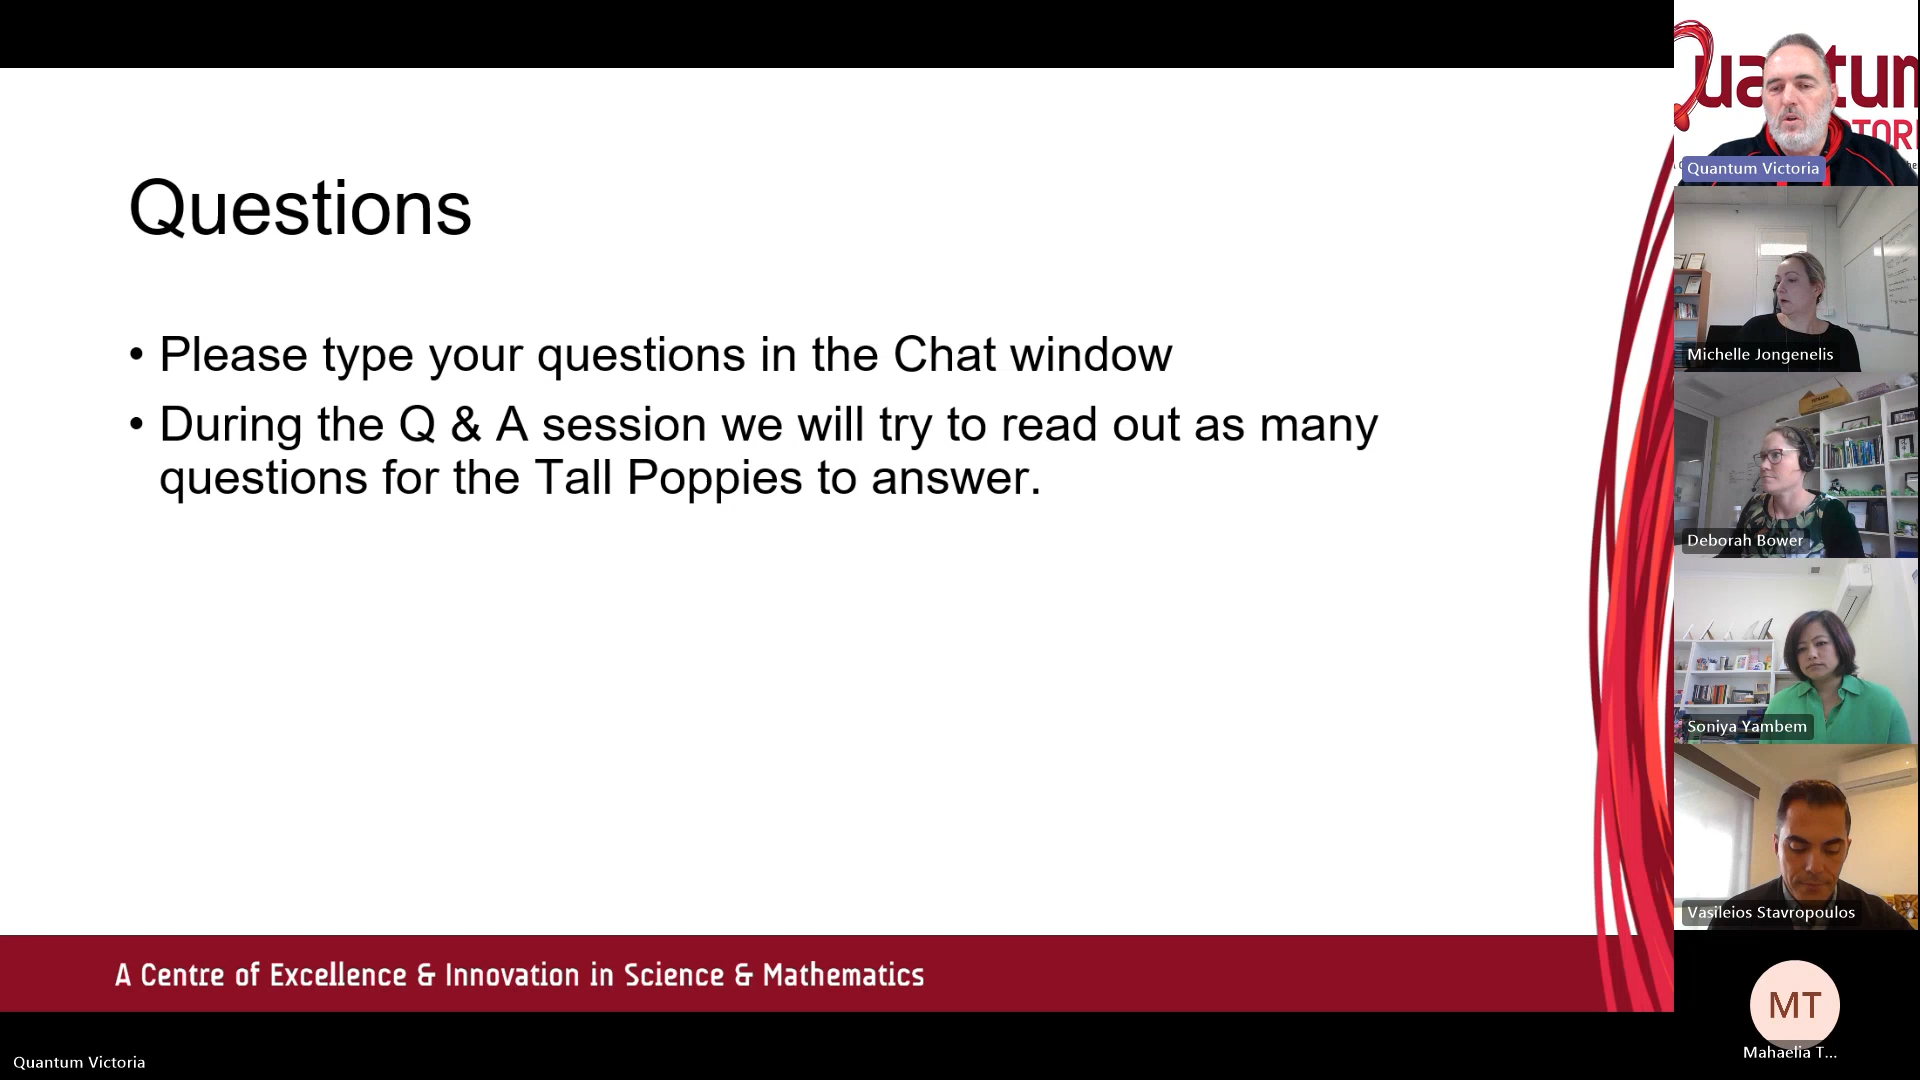 Questions
• Please type your questions in the Chat window
• During the Q & A session we will try to read out as many
questions for the Tall Poppies to answer.
A Centre of Excellence & Innovation in Science & Mathematics
Quantum Victoria
Quantum Victoria
Michelle Jongenelis
Deborah Bower
Soniya Yambem
Vasileios Stavropoulos
MT
Mahaelia T...